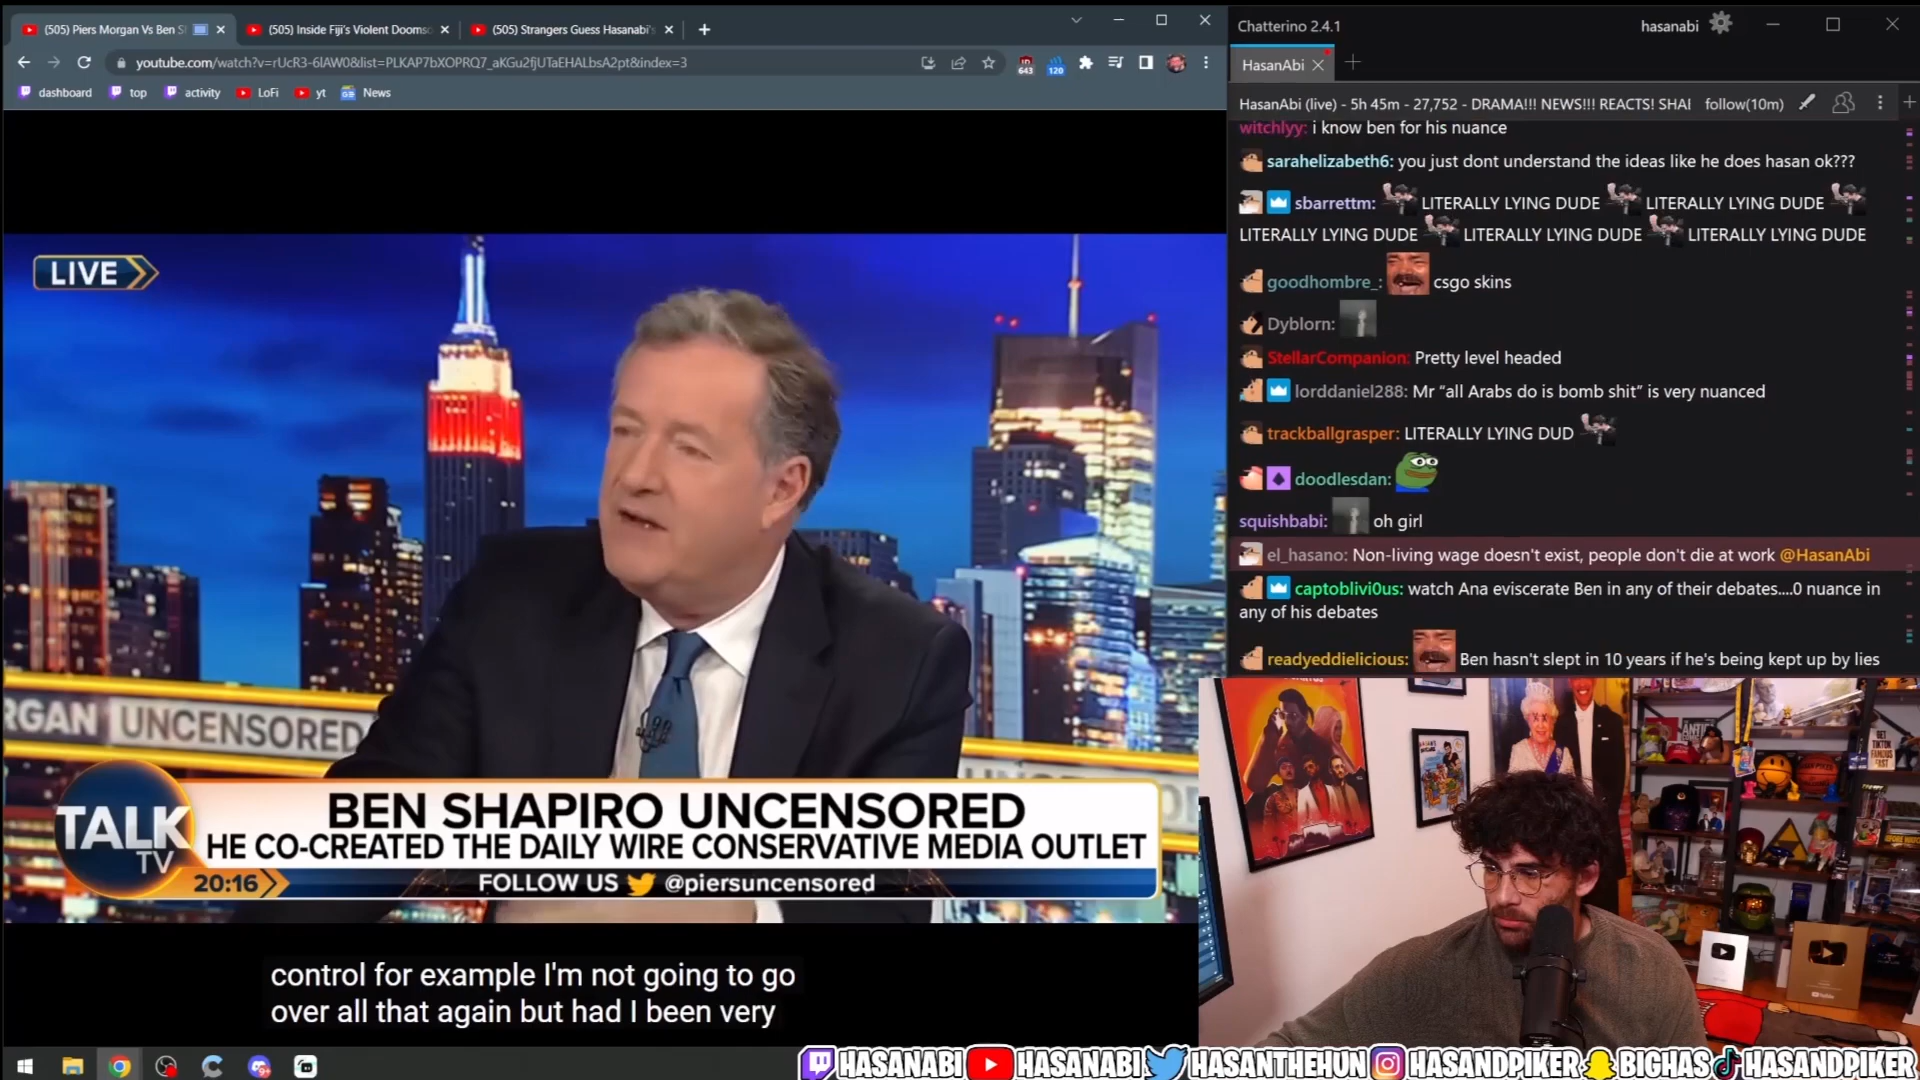 (505) Piers Morgan Vs Ben S
(505) Inside Fiji's Violent Dooms
(505) Strangers Guess Hasanabi's
youtube.com/watch?v=rUcR3-6lAW0&list=PLKAP7bXOPRQ7_aKGu2fjUTaEHALbsA2pt&index=3
643
120
dashboard
top
activity
LoFi
yt
News
LIVE
RGAN UNCENSORED
TALK
TV
BEN SHAPIRO UNCENSORED
HE CO-CREATED THE DAILY WIRE CONSERVATIVE MEDIA OUTLET
20:16
FOLLOW US @piersuncensored
control for example I'm not going to go
over all that again but had I been very
Chatterino 2.4.1
hasanabi
HasanAbi
HasanAbi (live) - 5h 45m - 27,752 - DRAMA!!! NEWS!!! REACTS! SHAI
follow(10m)
witchlyy: i know ben for his nuance
sarahelizabeth6: you just dont understand the ideas like he does hasan ok???
sbarrettm: LITERALLY LYING DUDE LITERALLY LYING DUDE
LITERALLY LYING DUDE LITERALLY LYING DUDE LITERALLY LYING DUDE
goodhombre_: csgo skins
Dyblorn:
StellarCompanion: Pretty level headed
lorddaniel288: Mr “all Arabs do is bomb shit” is very nuanced
trackballgrasper: LITERALLY LYING DUD
doodlesdan:
squishbabi: oh girl
el_hasano: Non-living wage doesn't exist, people don't die at work @HasanAbi
captoblivi0us: watch Ana eviscerate Ben in any of their debates....0 nuance in
any of his debates
readyeddielicious: Ben hasn't slept in 10 years if he's being kept up by lies
GET
TIKTOK
FAMOUS
FAST
HASANABI
HASANABI
HASANTHEHUN
HASANDPIKER
BIGHAS
HASANDPIKER